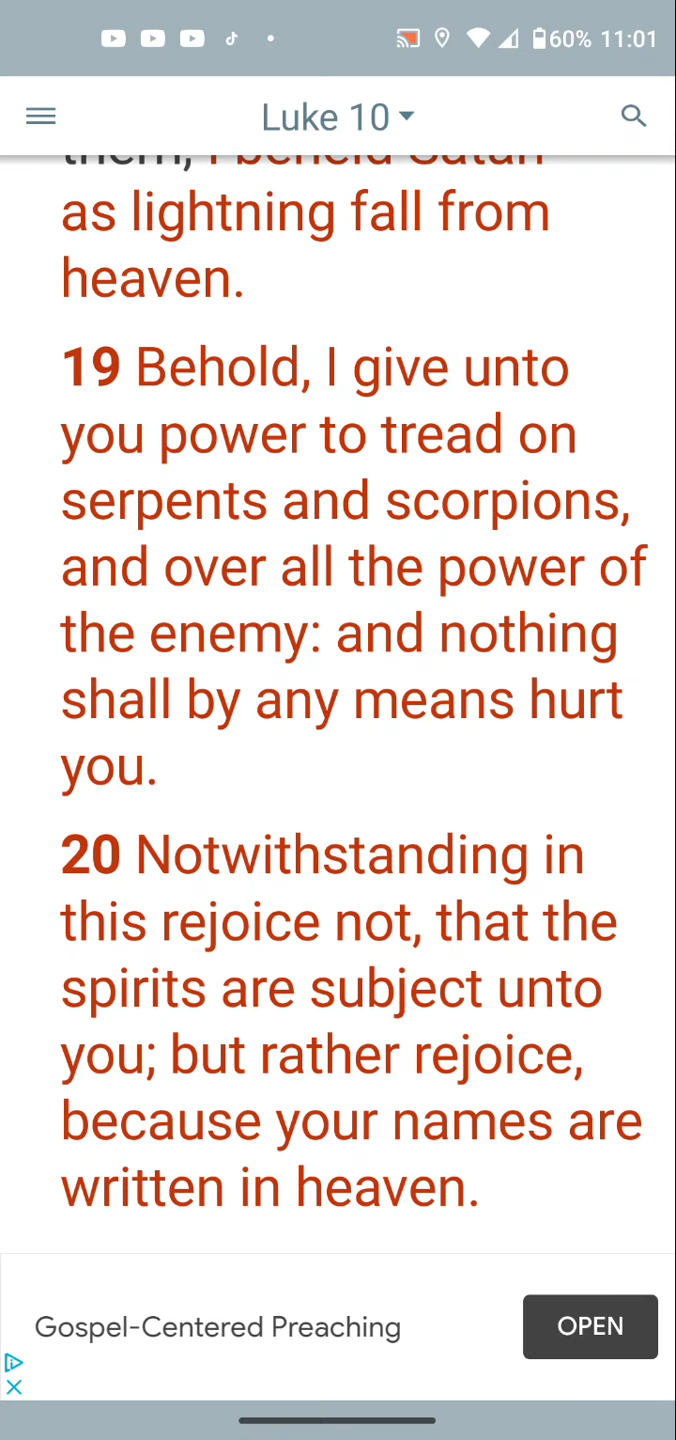 60% 11:01
Luke 10
as lightning fall from
heaven.
19 Behold, I give unto
you power to tread on
serpents and scorpions,
and over all the power of
the enemy: and nothing
shall by any means hurt
you.
20 Notwithstanding in
this rejoice not, that the
spirits are subject unto
you; but rather rejoice,
because your names are
written in heaven.
Gospel-Centered Preaching
OPEN